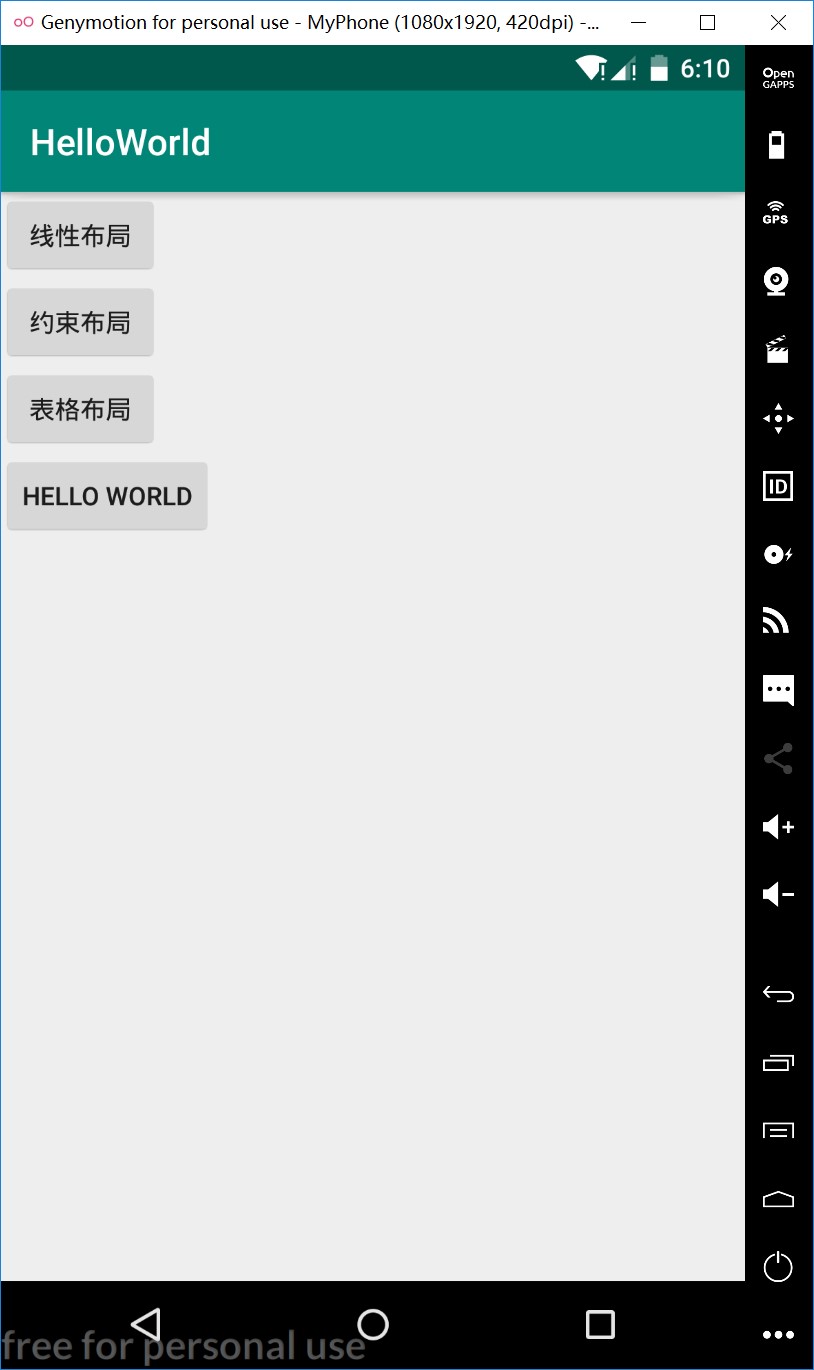 Genymotion for personal use - MyPhone (1080x1920, 420dpi) -...
6:10
Open
GAPPS
HelloWorld
GPS
线性布局
约束布局
表格布局
HELLO WORLD
ID
free for personal use